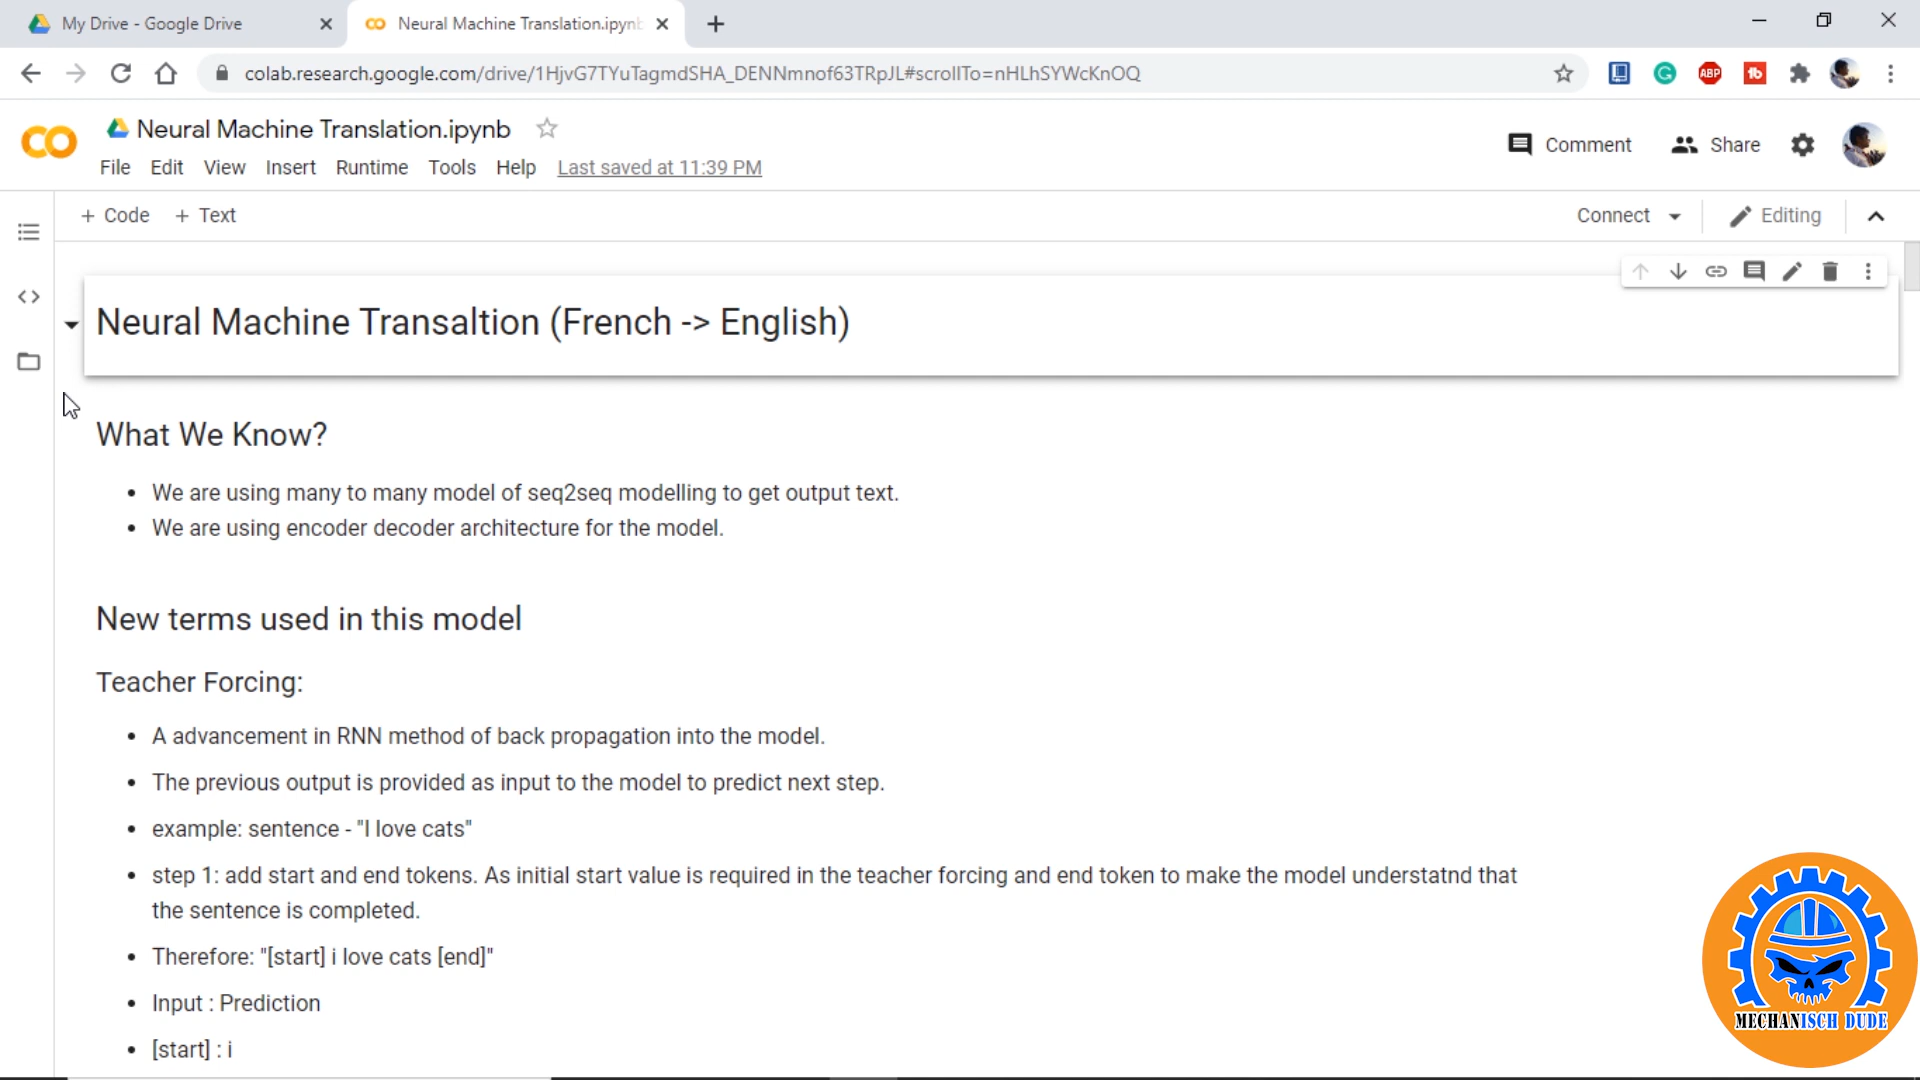 My Drive - Google Drive
Neural Machine Translation.ipynb
colab.research.google.com/drive/1HjvG7TYuTagmdSHA_DENNmnof63TRpJL#scrollTo=nHLhSYWcKnOQ
ABP
tb
Neural Machine Translation.ipynb
Comment
Share
File Edit View Insert Runtime Tools Help Last saved at 11:39 PM
+ Code + Text
Connect
Editing
Neural Machine Transaltion (French -> English)
What We Know?
• We are using many to many model of seq2seq modelling to get output text.
• We are using encoder decoder architecture for the model.
New terms used in this model
Teacher Forcing:
• A advancement in RNN method of back propagation into the model.
• The previous output is provided as input to the model to predict next step.
• example: sentence - "I love cats"
• step 1: add start and end tokens. As initial start value is required in the teacher forcing and end token to make the model understatnd that
the sentence is completed.
• Therefore: "[start] i love cats [end]"
• Input : Prediction
• [start] : i
MECHANISCH DUDE